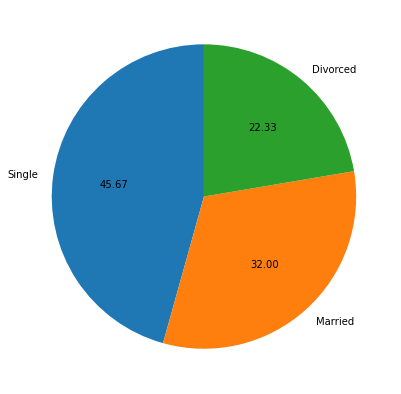 Divorced
22.33
Single
45.67
32.00
Married